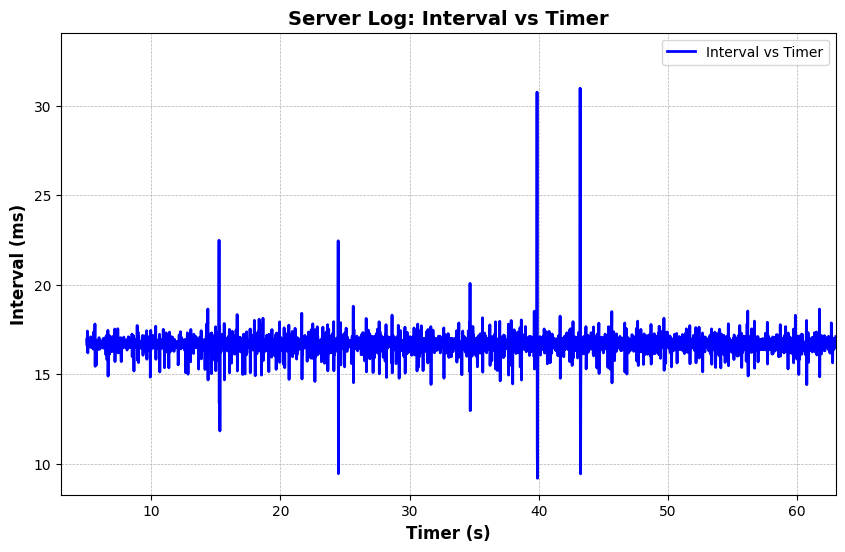 Server Log: Interval vs Timer
Interval vs Timer
30
25
20
15
10
Interval (ms)
10 20 30 40 50 60
Timer (s)